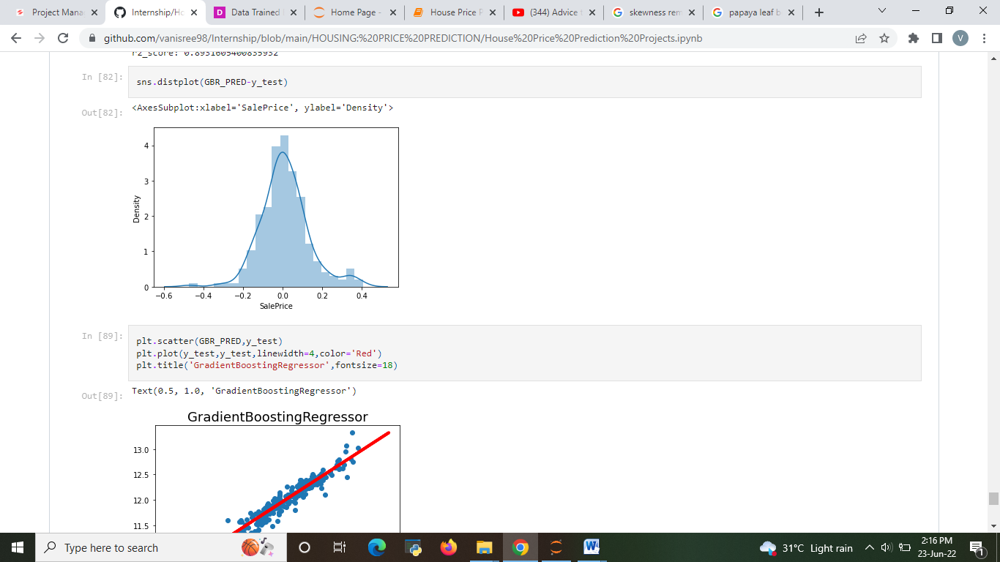 Project Mana
Internship/Ho
Data Trained
Home Page -
House Price P
(344) Advice t
skewness rem
papaya leaf b
github.com/vanisree98/Internship/blob/main/HOUSING:%20PRICE%20PREDICTION/House%20Price%20Prediction%20Projects.ipynb
V
r2_score: 0.8931605400835932
In [82]:
sns.distplot(GBR_PRED-y_test)
Out[82]:
<AxesSubplot:xlabel='SalePrice', ylabel='Density'>
4
3
2
1
0
Density
−0.6 −0.4 −0.2 0.0 0.2 0.4
SalePrice
In [89]:
plt.scatter(GBR_PRED,y_test)
plt.plot(y_test,y_test,linewidth=4,color='Red')
plt.title('GradientBoostingRegressor',fontsize=18)
Out[89]:
Text(0.5, 1.0, 'GradientBoostingRegressor')
GradientBoostingRegressor
13.0
12.5
12.0
11.5
Type here to search
31°C Light rain
2:16 PM
23-Jun-22
1